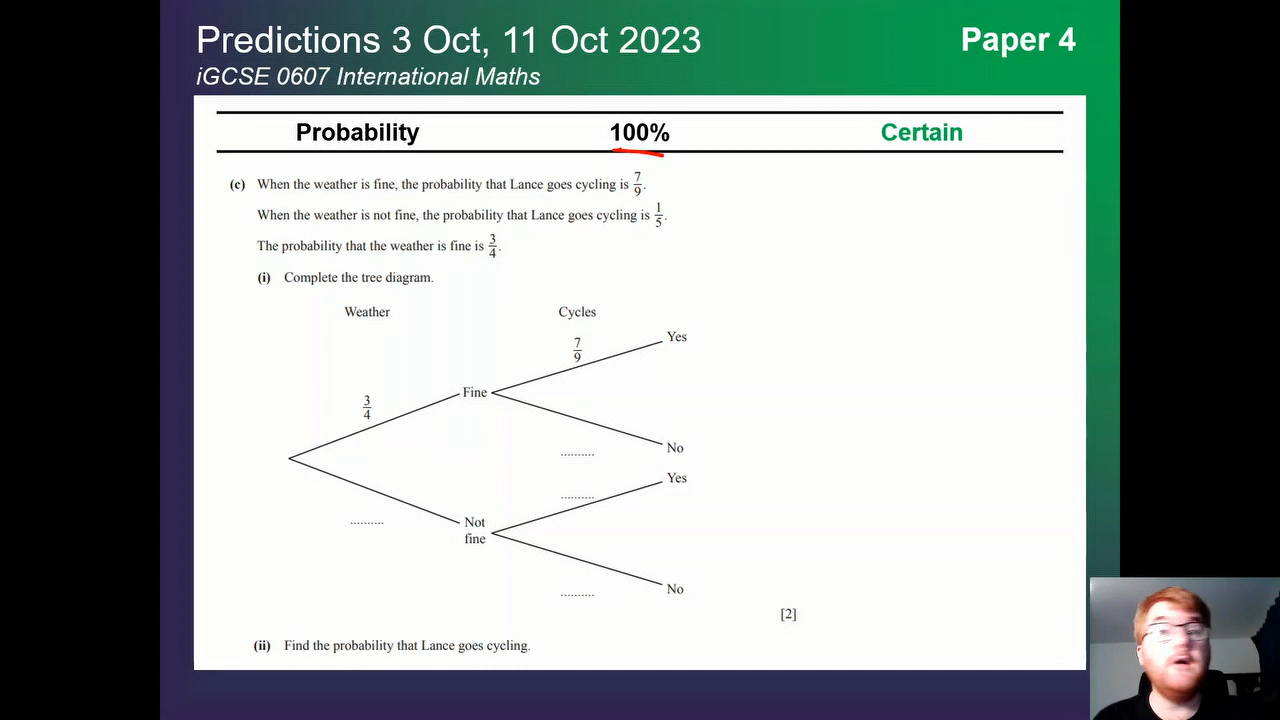 Predictions 3 Oct, 11 Oct 2023
Paper 4
iGCSE 0607 International Maths
Probability 100% Certain
(c) When the weather is fine, the probability that Lance goes cycling is 7/9.
When the weather is not fine, the probability that Lance goes cycling is 1/5.
The probability that the weather is fine is 3/4.
(i) Complete the tree diagram.
Weather Cycles
Yes
7/9
Fine
3/4
No
..........
Yes
..........
..........
Not
fine
No
..........
[2]
(ii) Find the probability that Lance goes cycling.